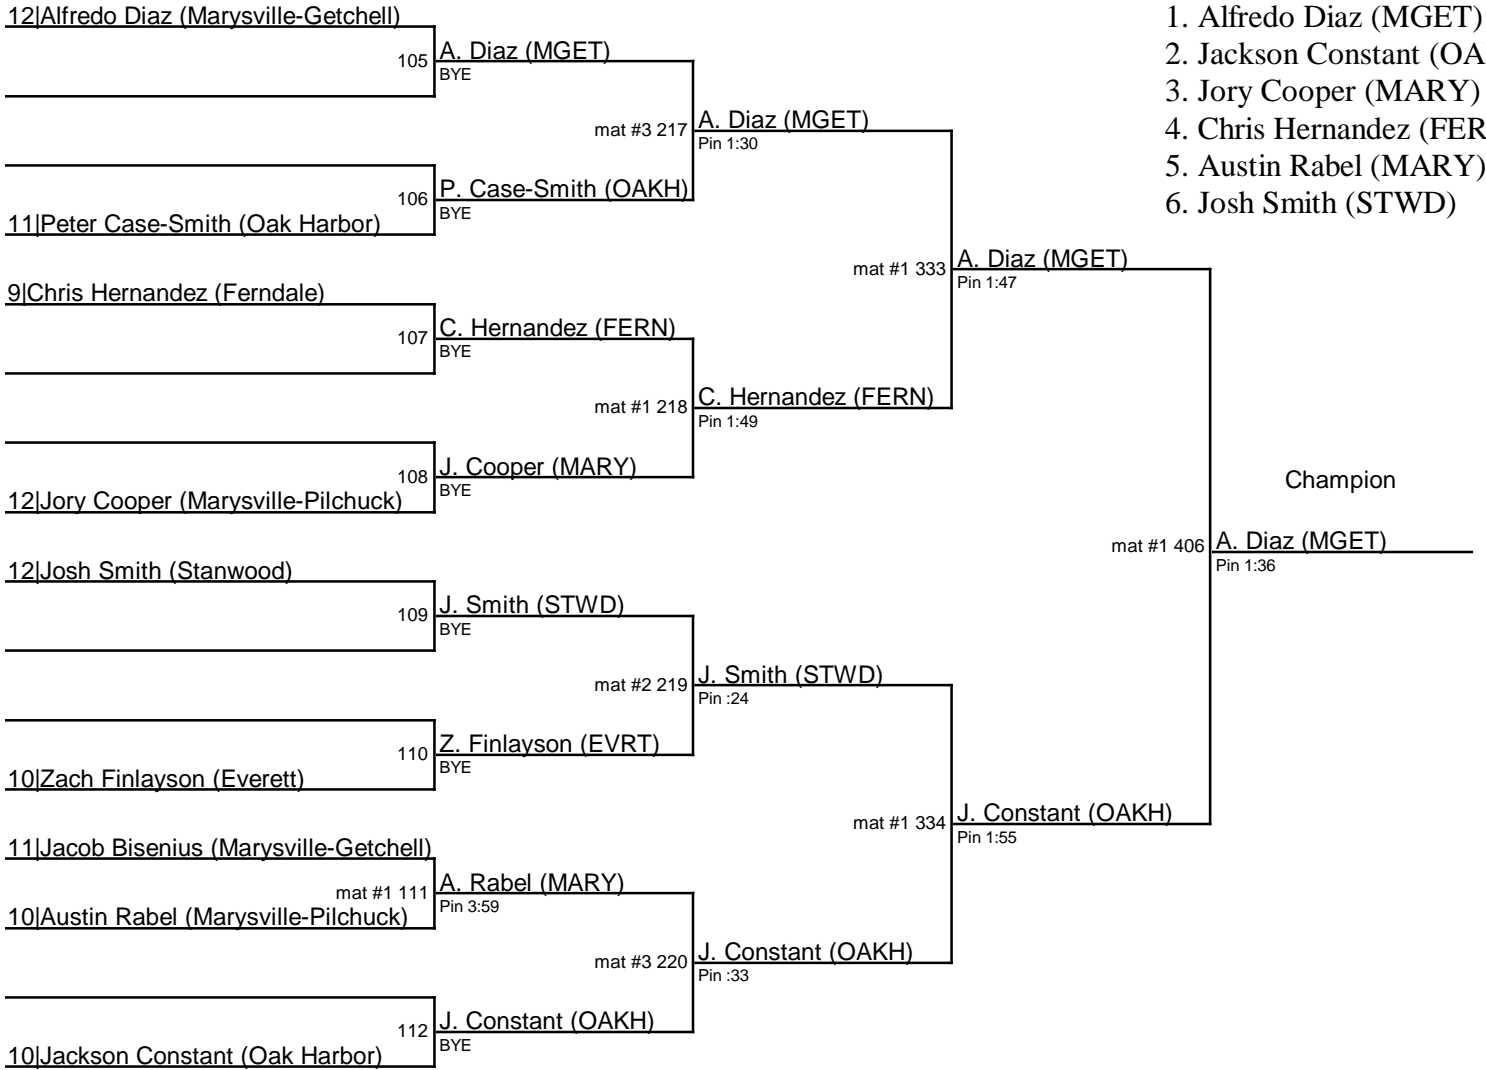 12|Alfredo Diaz (Marysville-Getchell)
105
A. Diaz (MGET)
BYE
mat #3 217
A. Diaz (MGET)
Pin 1:30
106
P. Case-Smith (OAKH)
BYE
11|Peter Case-Smith (Oak Harbor)
mat #1 333
A. Diaz (MGET)
Pin 1:47
9|Chris Hernandez (Ferndale)
107
C. Hernandez (FERN)
BYE
mat #1 218
C. Hernandez (FERN)
Pin 1:49
108
J. Cooper (MARY)
BYE
12|Jory Cooper (Marysville-Pilchuck)
Champion
mat #1 406
A. Diaz (MGET)
Pin 1:36
12|Josh Smith (Stanwood)
109
J. Smith (STWD)
BYE
mat #2 219
J. Smith (STWD)
Pin :24
110
Z. Finlayson (EVRT)
BYE
10|Zach Finlayson (Everett)
mat #1 334
J. Constant (OAKH)
Pin 1:55
11|Jacob Bisenius (Marysville-Getchell)
mat #1 111
A. Rabel (MARY)
Pin 3:59
10|Austin Rabel (Marysville-Pilchuck)
mat #3 220
J. Constant (OAKH)
Pin :33
112
J. Constant (OAKH)
BYE
10|Jackson Constant (Oak Harbor)
1. Alfredo Diaz (MGET)
2. Jackson Constant (OA
3. Jory Cooper (MARY)
4. Chris Hernandez (FER
5. Austin Rabel (MARY)
6. Josh Smith (STWD)